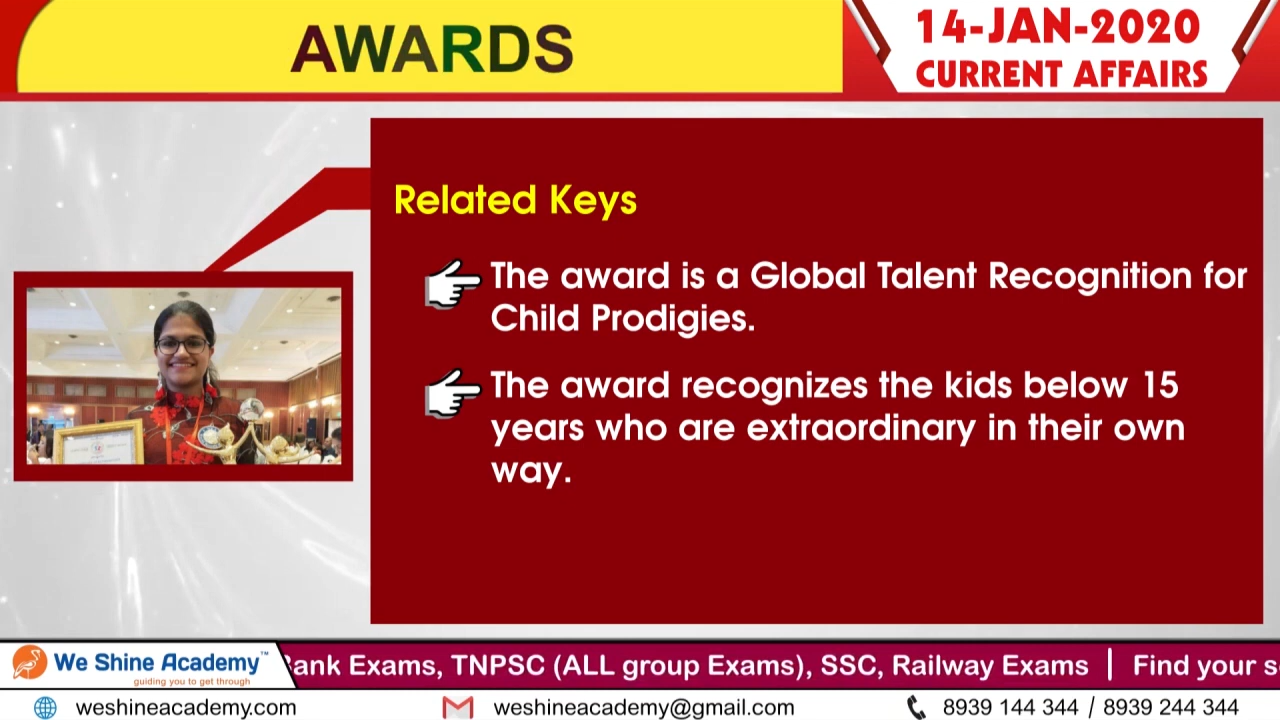 AWARDS
14-JAN-2020
CURRENT AFFAIRS
Related Keys
The award is a Global Talent Recognition for
Child Prodigies.
The award recognizes the kids below 15
years who are extraordinary in their own
way.
We Shine Academy™
guiding you to get through
Bank Exams, TNPSC (ALL group Exams), SSC, Railway Exams | Find your s
weshineacademy.com
weshineacademy@gmail.com
8939 144 344 / 8939 244 344